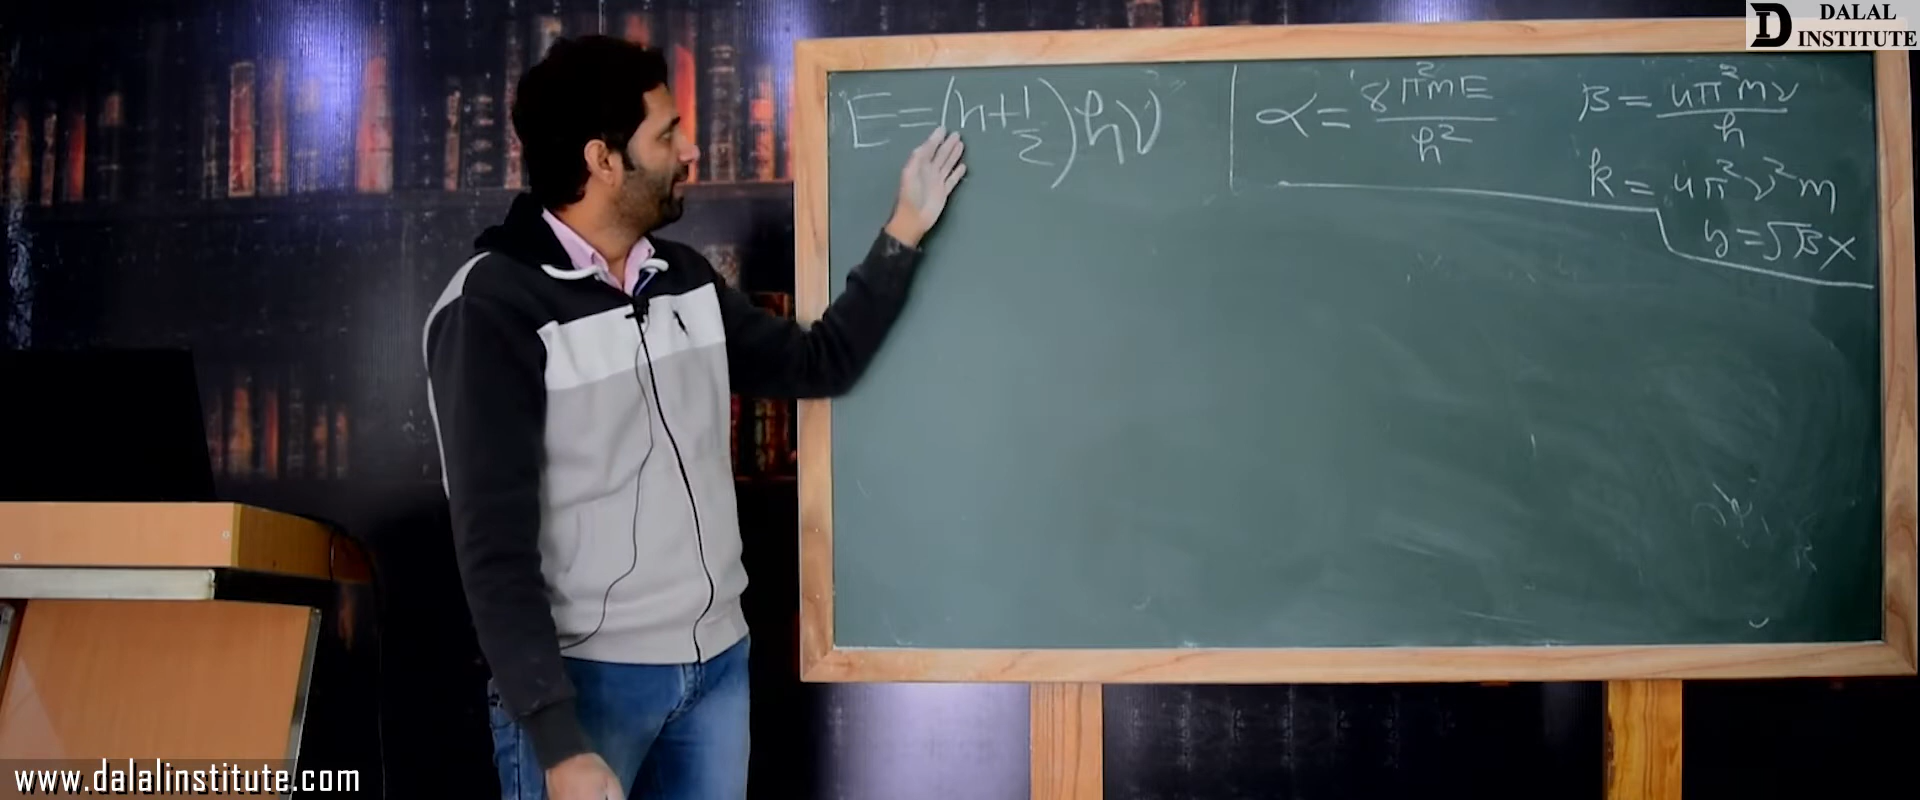 DALAL
INSTITUTE
E = (n + 1/2) hν
α = 8π²mE / h²
β = 4π²mν / h
k = 4π²ν²m
y = √β x
www.dalalinstitute.com